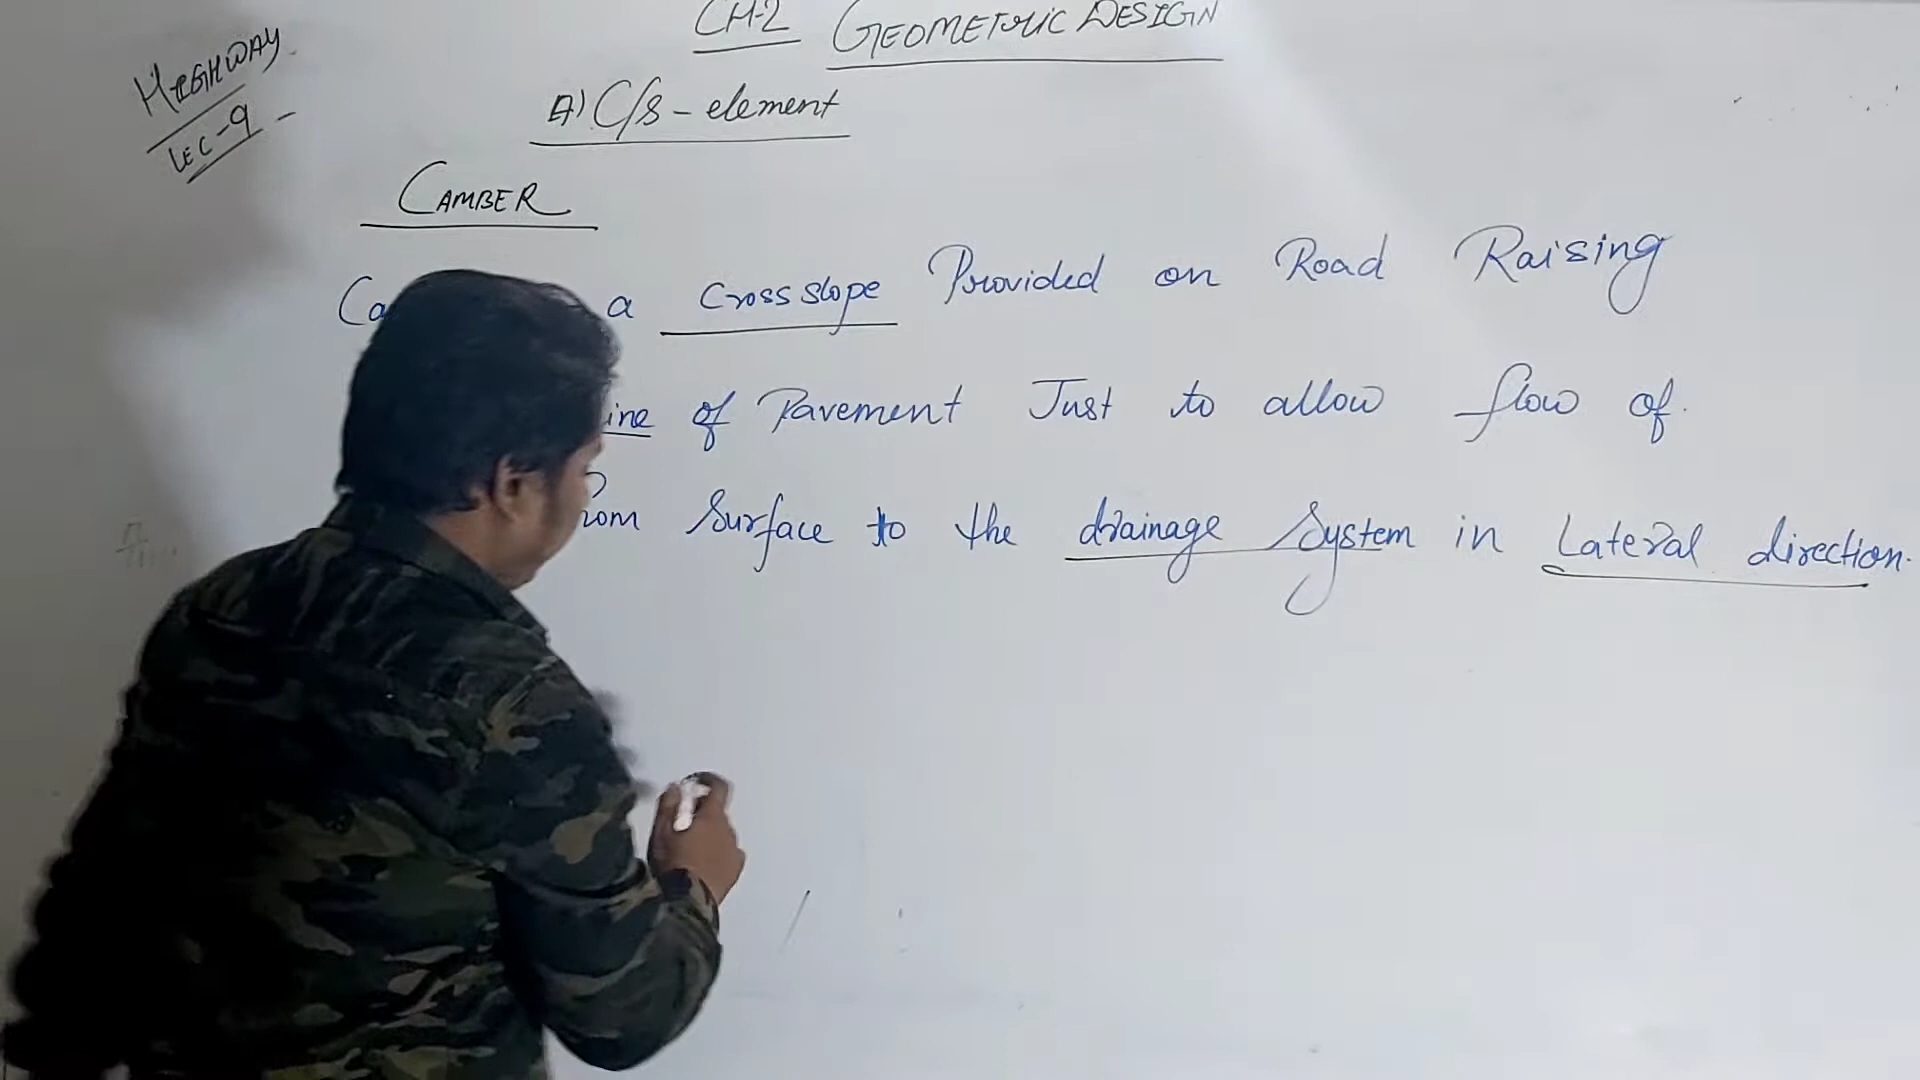 CH-2 GEOMETRIC DESIGN
HIGHWAY
LEC-9
A) C/S-element
CAMBER
a Cross slope Provided on Road Raising
of Pavement Just to allow flow of
Surface to the drainage System in Lateral direction.